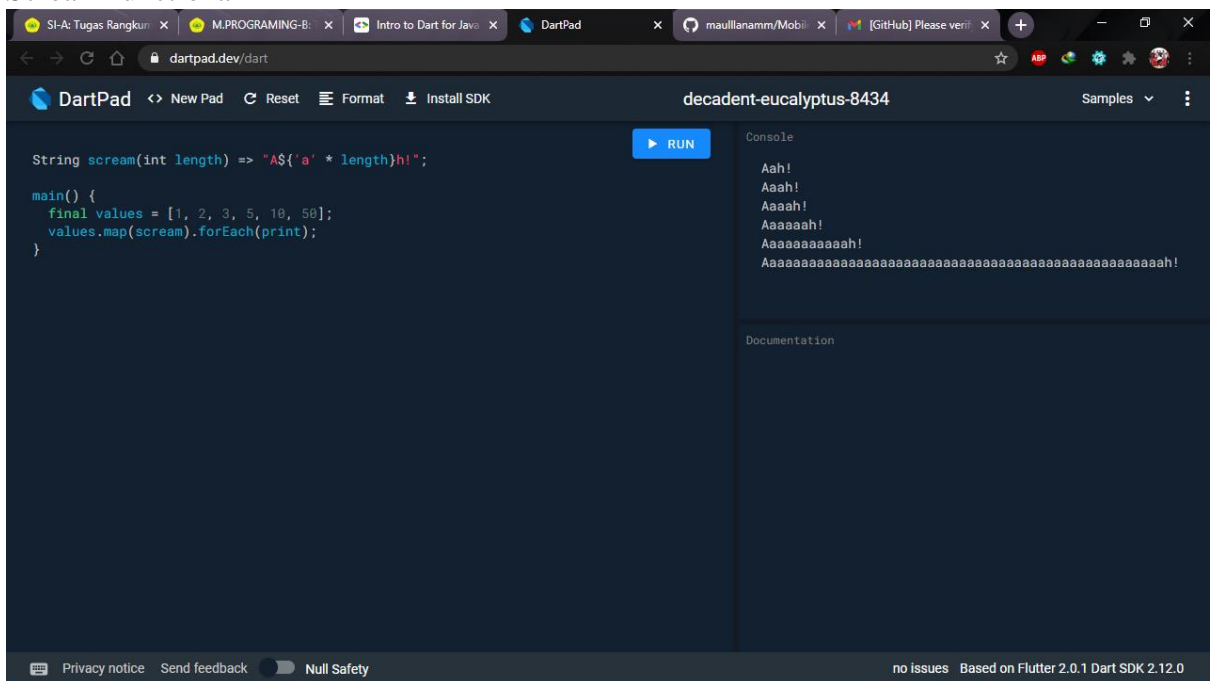 SI-A: Tugas Rangkun
M.PROGRAMING-B: T
Intro to Dart for Java
DartPad
maulllanamm/Mobil
[GitHub] Please verif
dartpad.dev/dart
ABP
DartPad
<> New Pad
Reset
Format
Install SDK
decadent-eucalyptus-8434
Samples
RUN
String scream(int length) => "A${'a' * length}h!";
main() {
final values = [1, 2, 3, 5, 10, 50];
values.map(scream).forEach(print);
}
Console
Aah!
Aaah!
Aaaah!
Aaaaaah!
Aaaaaaaaaaah!
Aaaaaaaaaaaaaaaaaaaaaaaaaaaaaaaaaaaaaaaaaaaaaaaaaaah!
Documentation
Privacy notice Send feedback Null Safety
no issues Based on Flutter 2.0.1 Dart SDK 2.12.0